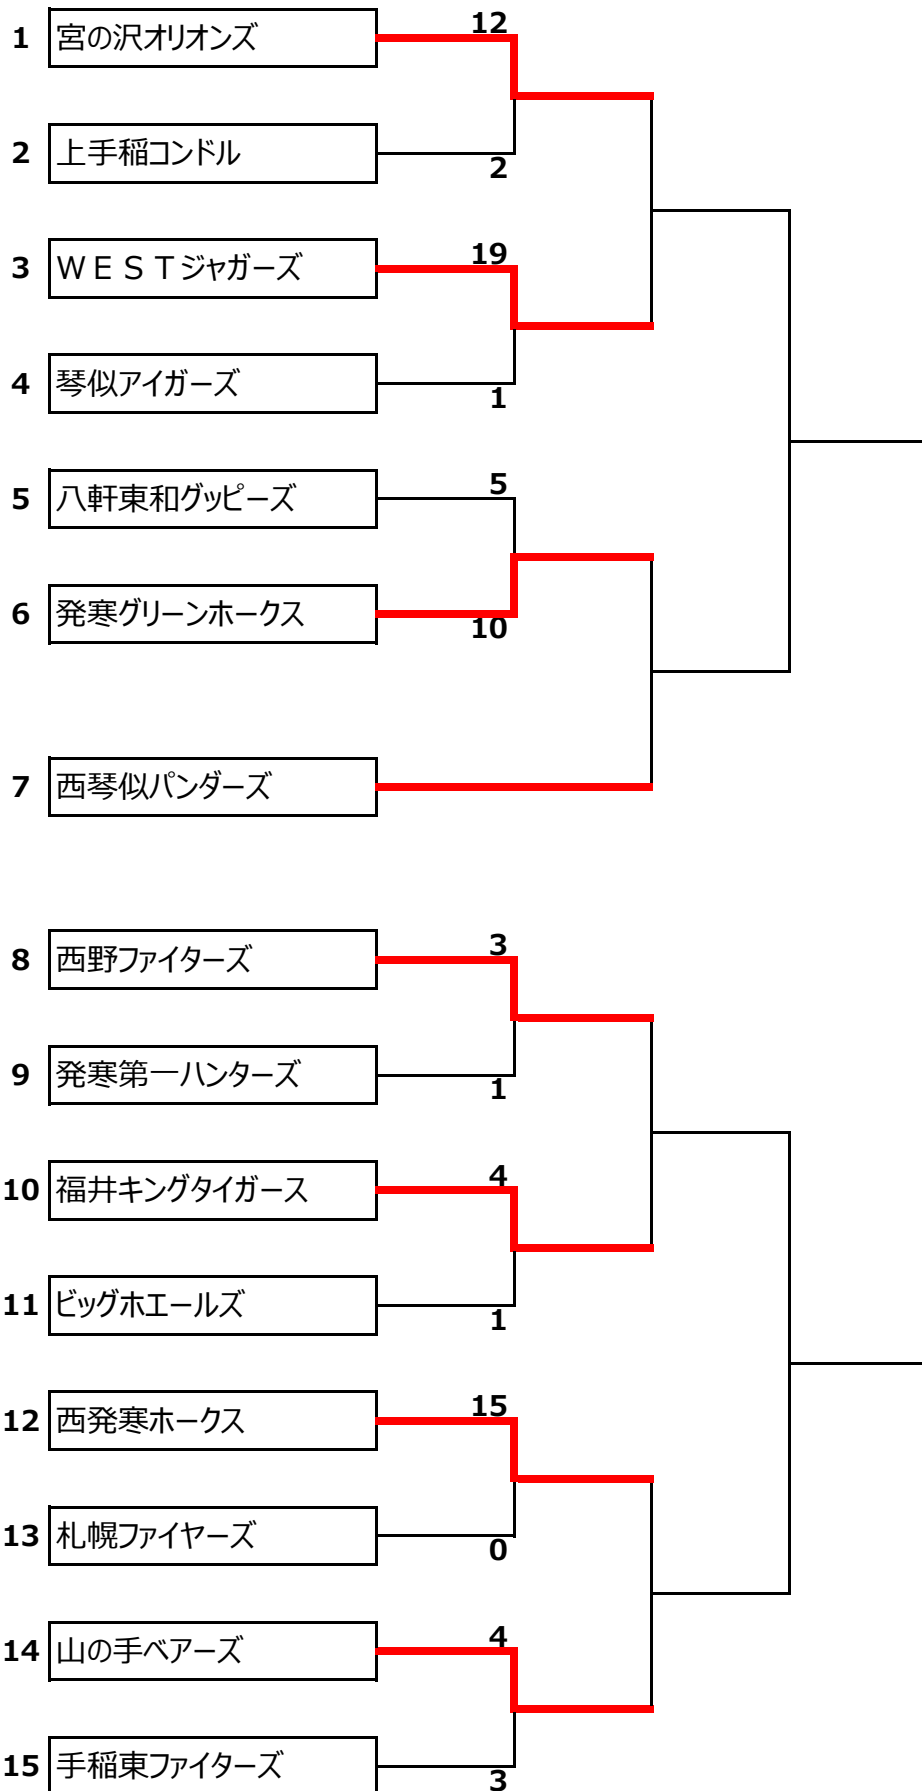 1 宮の沢オリオンズ 12
2 上手稲コンドル 2
3 ＷＥＳＴジャガーズ 19
4 琴似アイガーズ 1
5 八軒東和グッピーズ 5
6 発寒グリーンホークス 10
7 西琴似パンダーズ
8 西野ファイターズ 3
9 発寒第一ハンターズ 1
10 福井キングタイガース 4
11 ビッグホエールズ 1
12 西発寒ホークス 15
13 札幌ファイヤーズ 0
14 山の手ベアーズ 4
15 手稲東ファイターズ 3